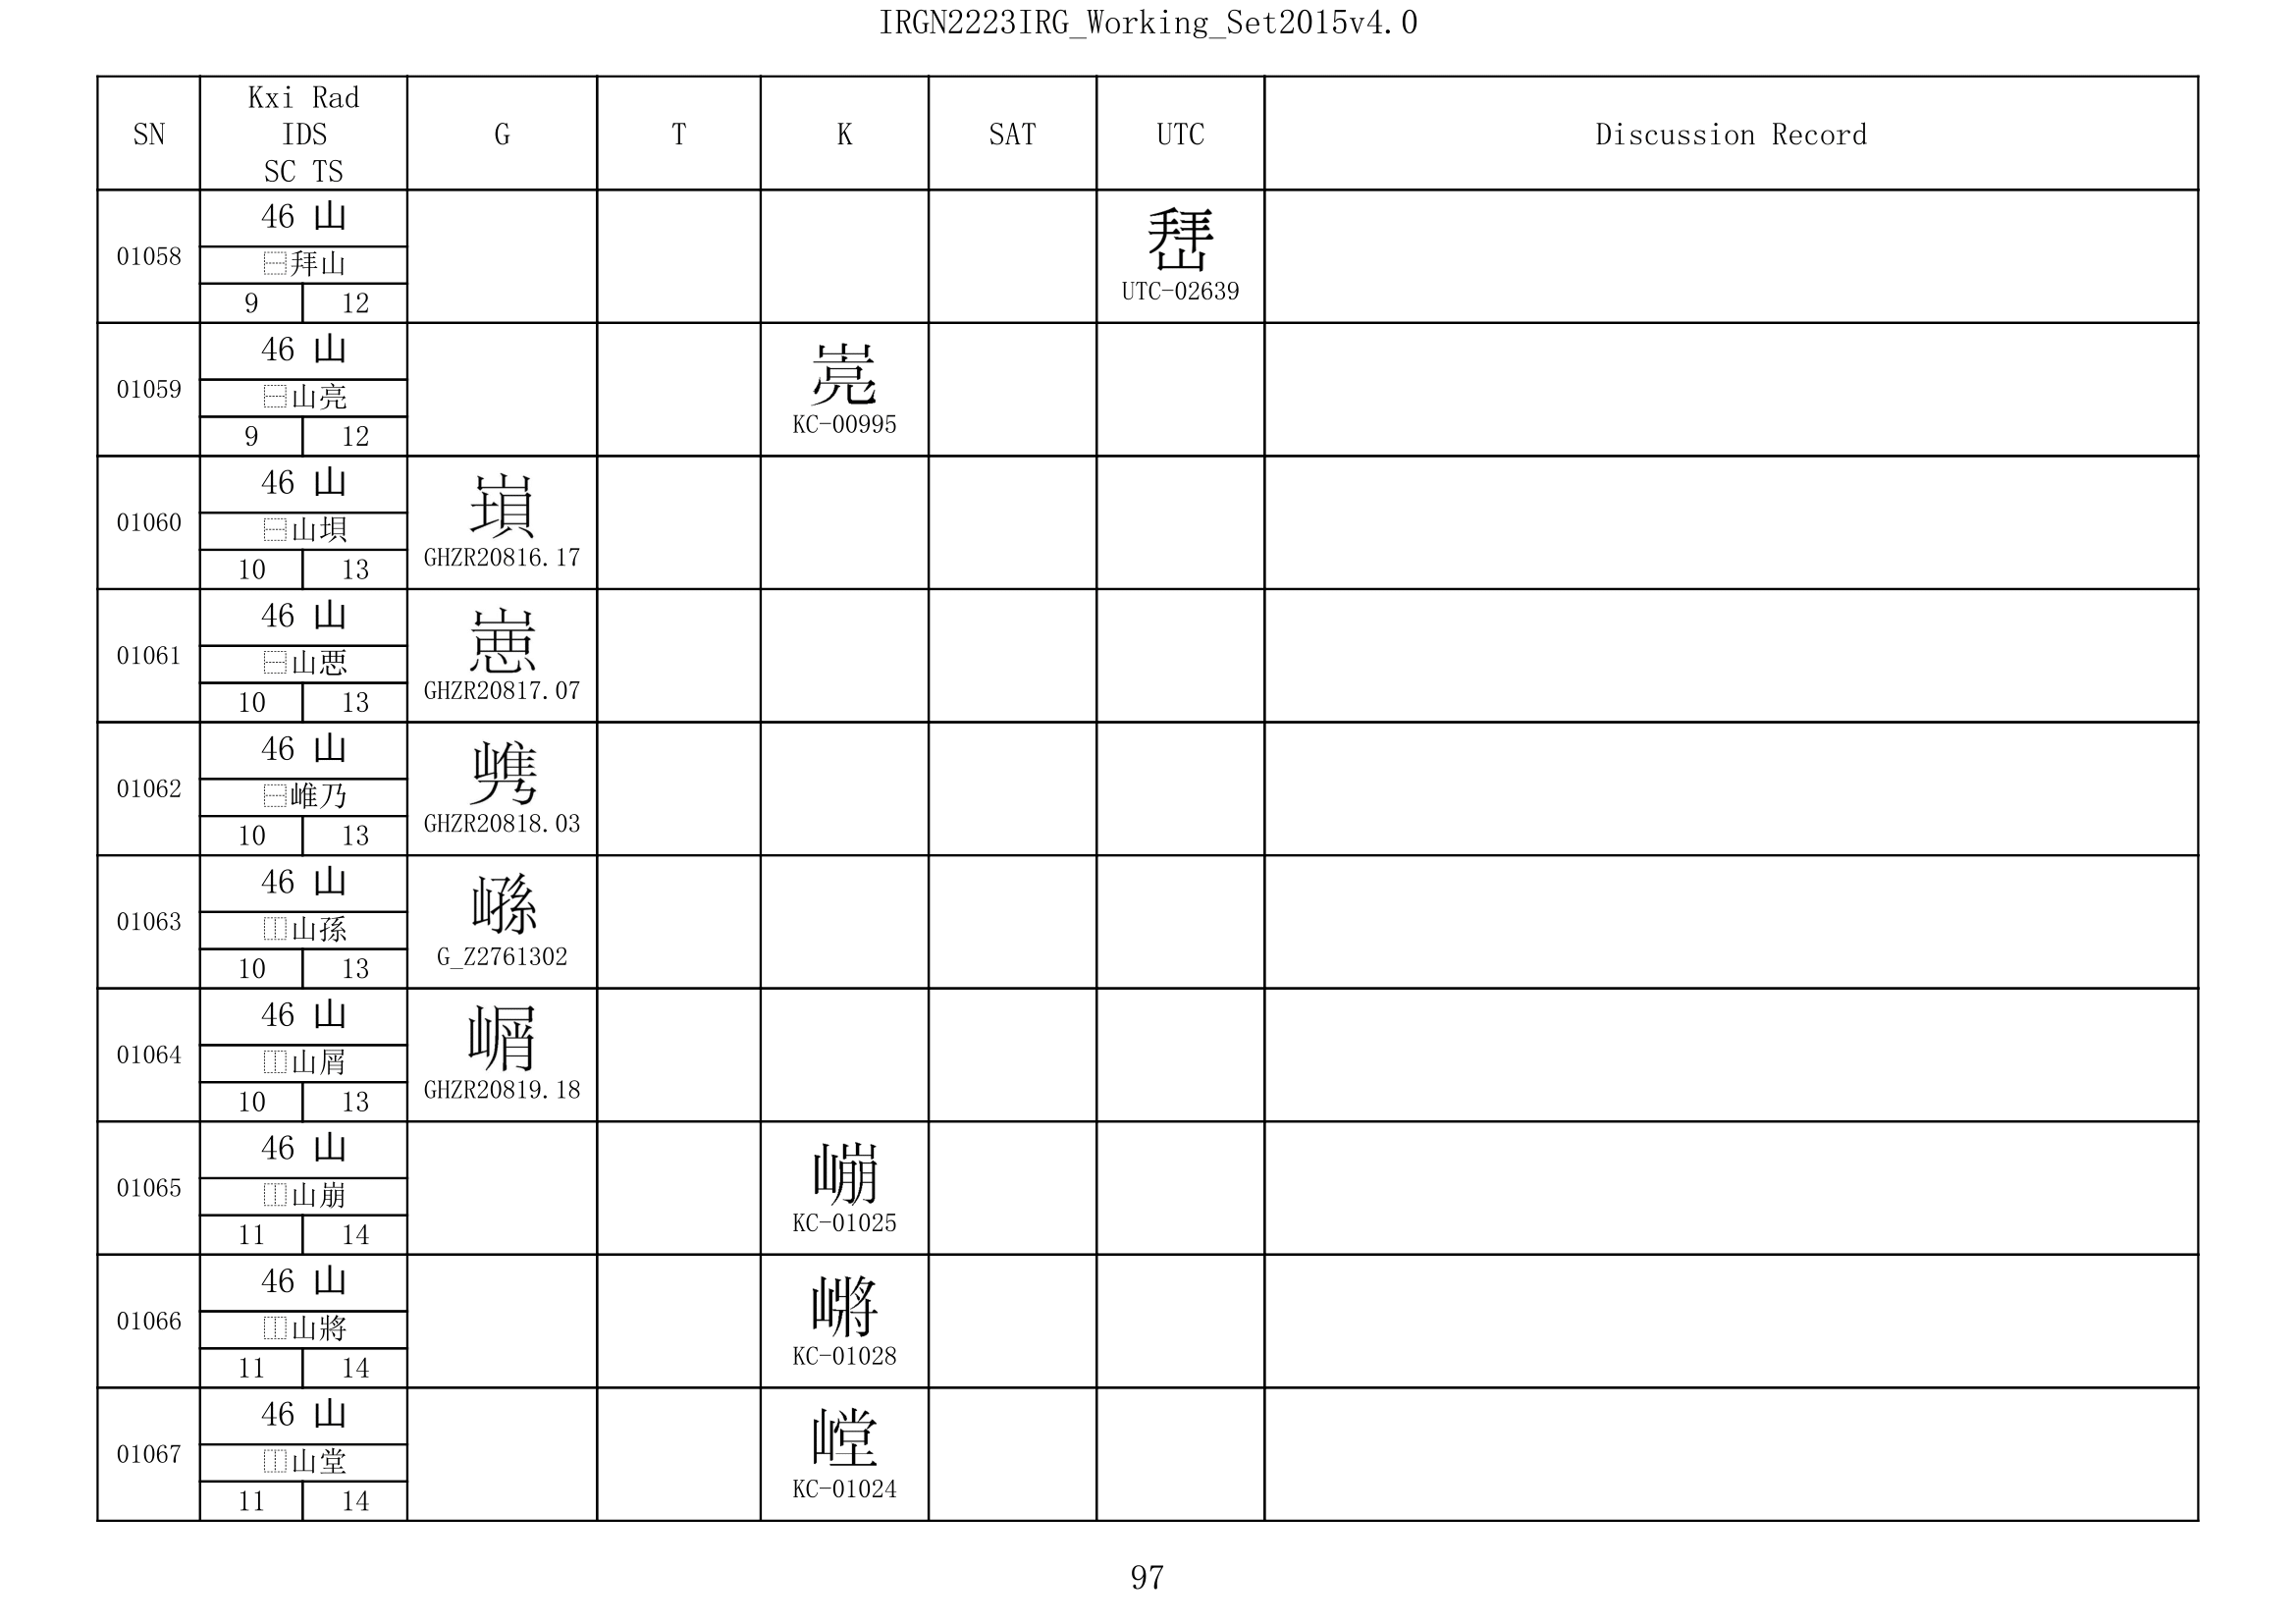 IRGN2223IRG_Working_Set2015v4.0
SN Kxi Rad IDS SC TS G T K SAT UTC Discussion Record
01058 46 山
⿱拜山
9 12
UTC-02639
01059 46 山
⿱山亮
9 12
KC-00995
01060 46 山
⿱山垻
10 13
GHZR20816.17
01061 46 山
⿱山恧
10 13
GHZR20817.07
01062 46 山
⿱嶉乃
10 13
GHZR20818.03
01063 46 山
⿰山孫
10 13
G_Z2761302
01064 46 山
⿰山屑
10 13
GHZR20819.18
01065 46 山
⿰山崩
11 14
KC-01025
01066 46 山
⿰山將
11 14
KC-01028
01067 46 山
⿰山堂
11 14
KC-01024
97